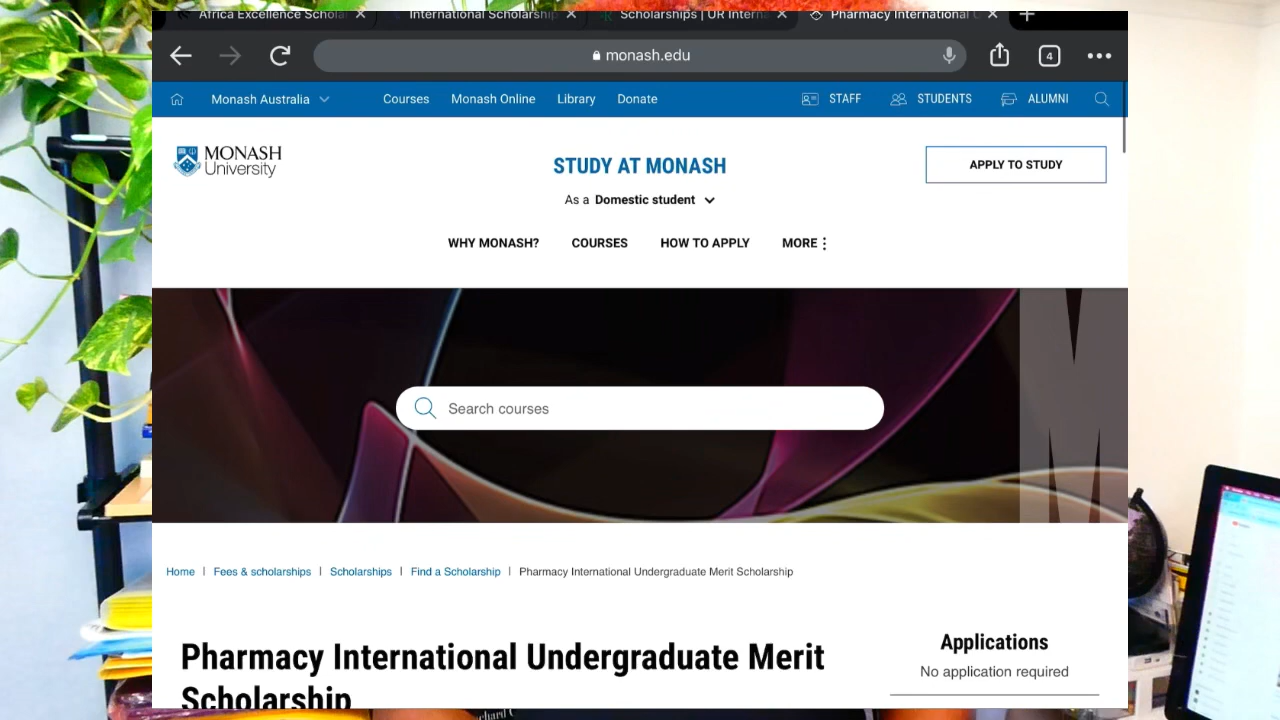 Africa Excellence Scholar
International Scholarship
Scholarships | UR Interna
Pharmacy International
monash.edu
4
Monash Australia
Courses
Monash Online
Library
Donate
STAFF
STUDENTS
ALUMNI
MONASH
University
STUDY AT MONASH
APPLY TO STUDY
As a Domestic student
WHY MONASH?
COURSES
HOW TO APPLY
MORE
Search courses
M
Home | Fees & scholarships | Scholarships | Find a Scholarship | Pharmacy International Undergraduate Merit Scholarship
Pharmacy International Undergraduate Merit
Scholarship
Applications
No application required